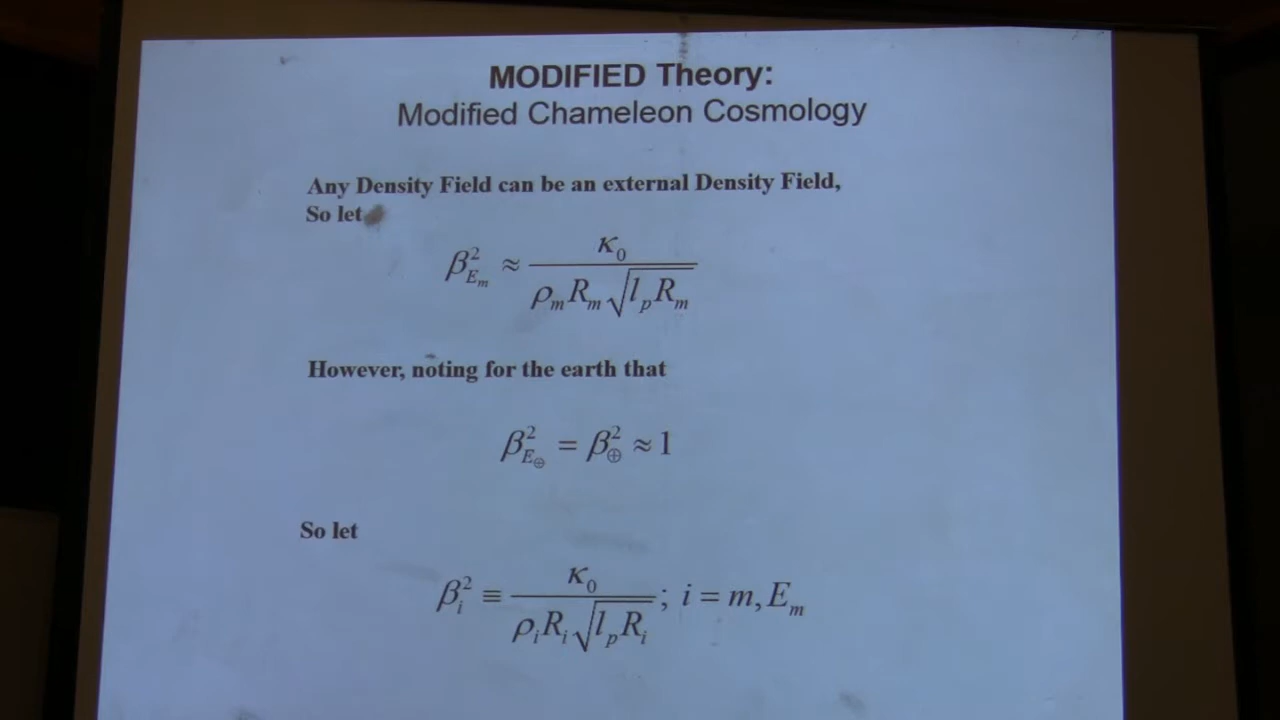 MODIFIED Theory:
Modified Chameleon Cosmology
Any Density Field can be an external Density Field,
So let
β²_{E_m} ≈ κ₀ / (ρ_m R_m √(l_p R_m))
However, noting for the earth that
β²_{E_⊕} = β²_⊕ ≈ 1
So let
β²_i ≡ κ₀ / (ρ_i R_i √(l_p R_i)) ; i = m, E_m